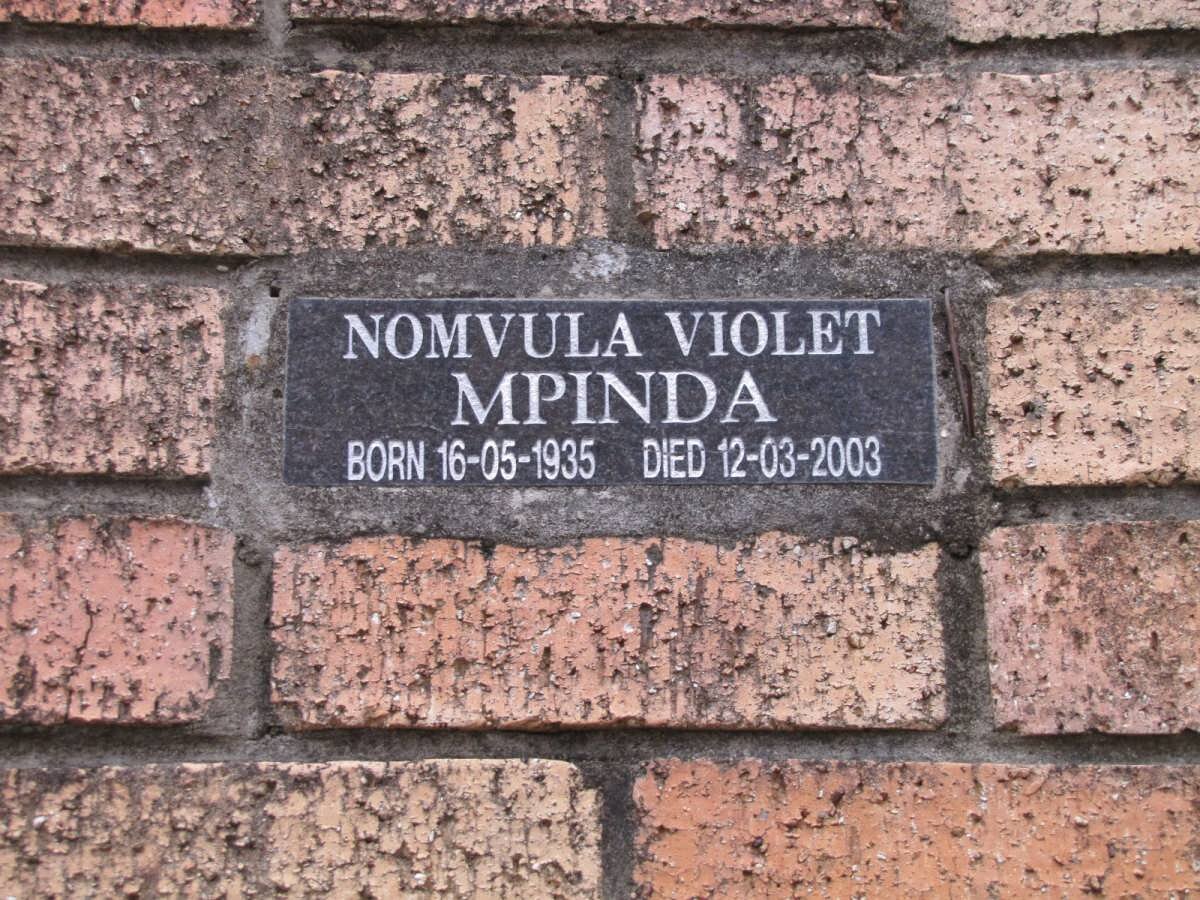 NOMVULA VIOLET
MPINDA
BORN 16-05-1935 DIED 12-03-2003